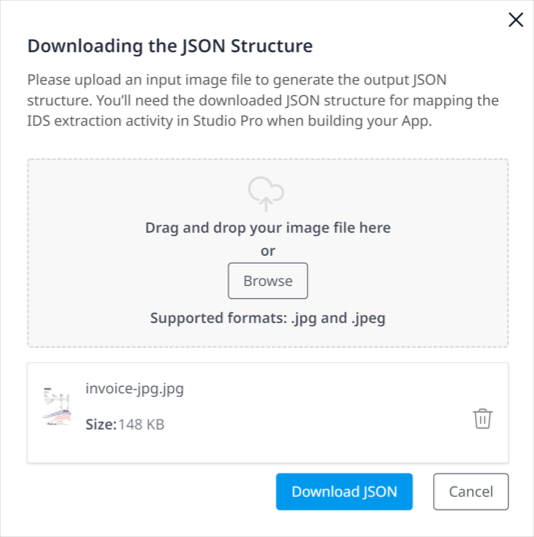 Downloading the JSON Structure
Please upload an input image file to generate the output JSON
structure. You'll need the downloaded JSON structure for mapping the
IDS extraction activity in Studio Pro when building your App.
Drag and drop your image file here
or
Browse
Supported formats: .jpg and .jpeg
invoice-jpg.jpg
Size: 148 KB
Download JSON
Cancel